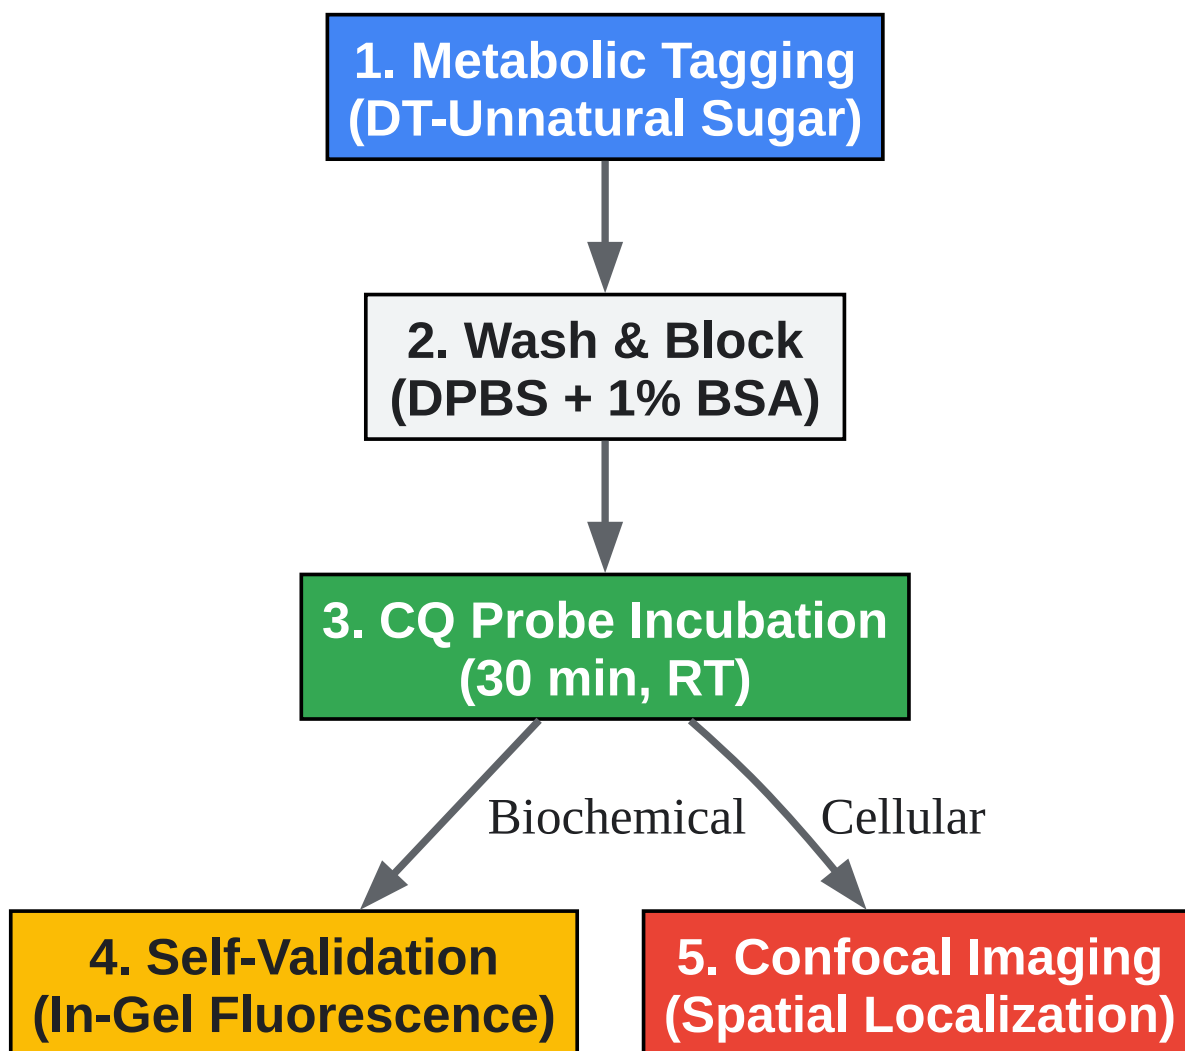 1. Metabolic Tagging
(DT-Unnatural Sugar)
2. Wash & Block
(DPBS + 1% BSA)
3. CQ Probe Incubation
(30 min, RT)
Biochemical
Cellular
4. Self-Validation
(In-Gel Fluorescence)
5. Confocal Imaging
(Spatial Localization)